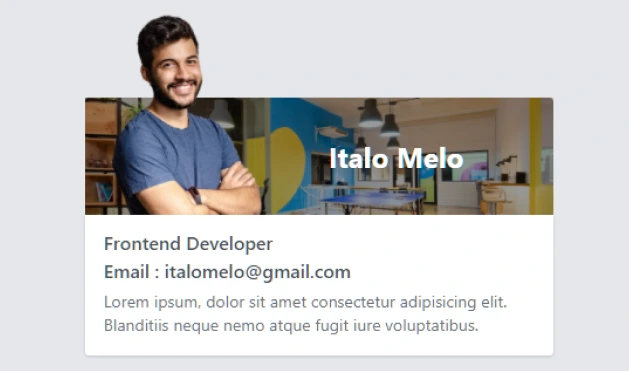 Italo Melo
Frontend Developer
Email : italomelo@gmail.com
Lorem ipsum, dolor sit amet consectetur adipisicing elit.
Blanditiis neque nemo atque fugit iure voluptatibus.